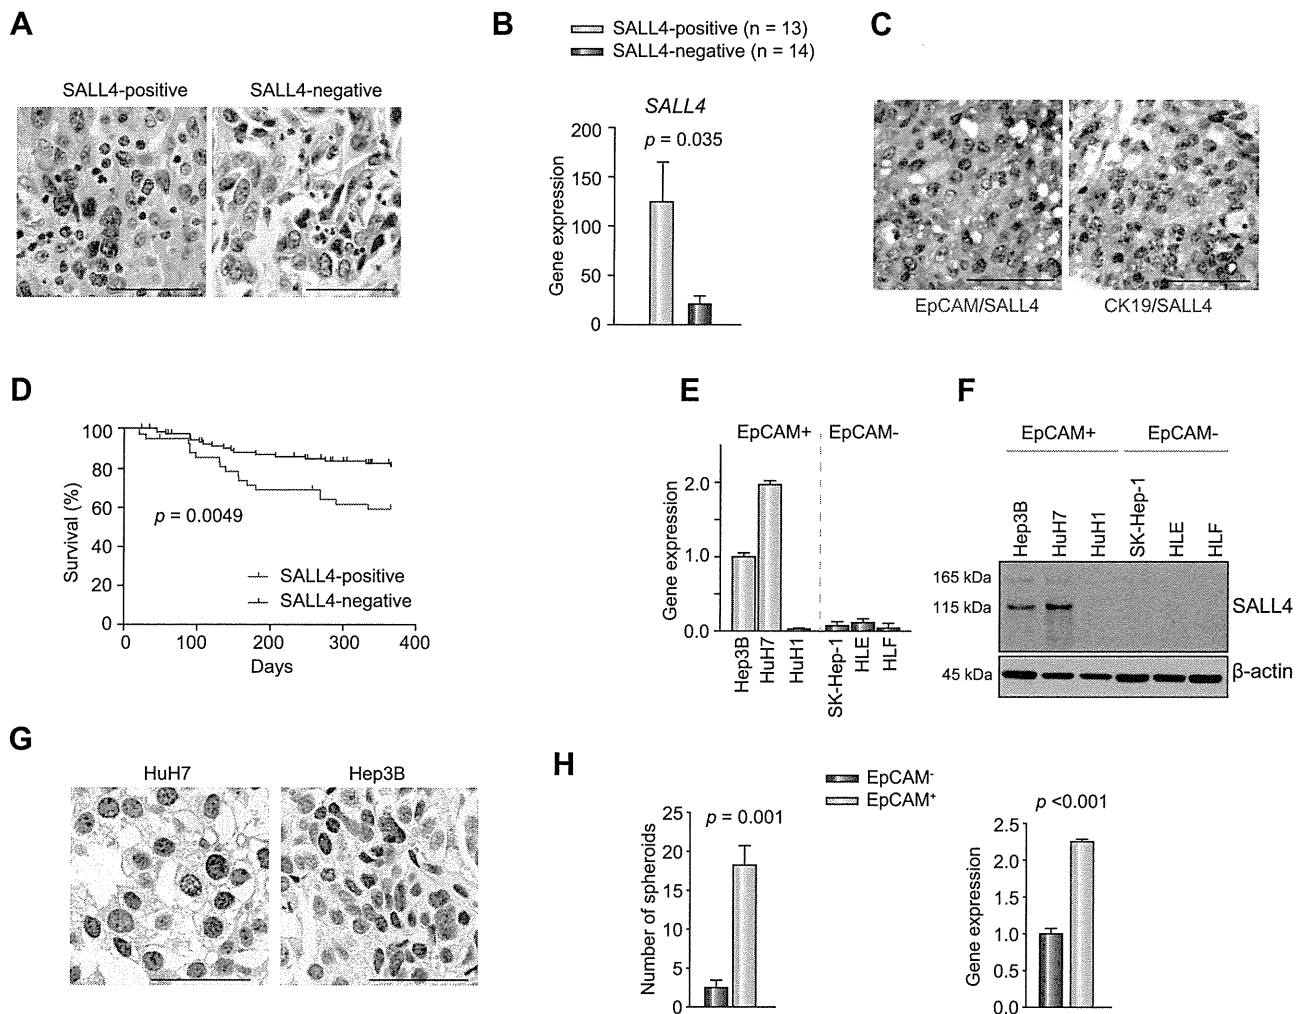 A
SALL4-positive
SALL4-negative
B
SALL4-positive (n = 13)
SALL4-negative (n = 14)
SALL4
p = 0.035
Gene expression
200
150
100
50
0
C
EpCAM/SALL4
CK19/SALL4
D
Survival (%)
100
80
60
40
20
0
p = 0.0049
SALL4-positive
SALL4-negative
0
100
200
300
400
Days
E
EpCAM+
EpCAM-
Gene expression
2.0
1.0
0.0
Hep3B
HuH7
HuH1
SK-Hep-1
HLE
HLF
F
EpCAM+
EpCAM-
Hep3B
HuH7
HuH1
SK-Hep-1
HLE
HLF
165 kDa
115 kDa
SALL4
45 kDa
β-actin
G
HuH7
Hep3B
H
EpCAM-
EpCAM+
Number of spheroids
25
20
15
10
5
0
p = 0.001
Gene expression
2.5
2.0
1.5
1.0
0.5
0.0
p <0.001